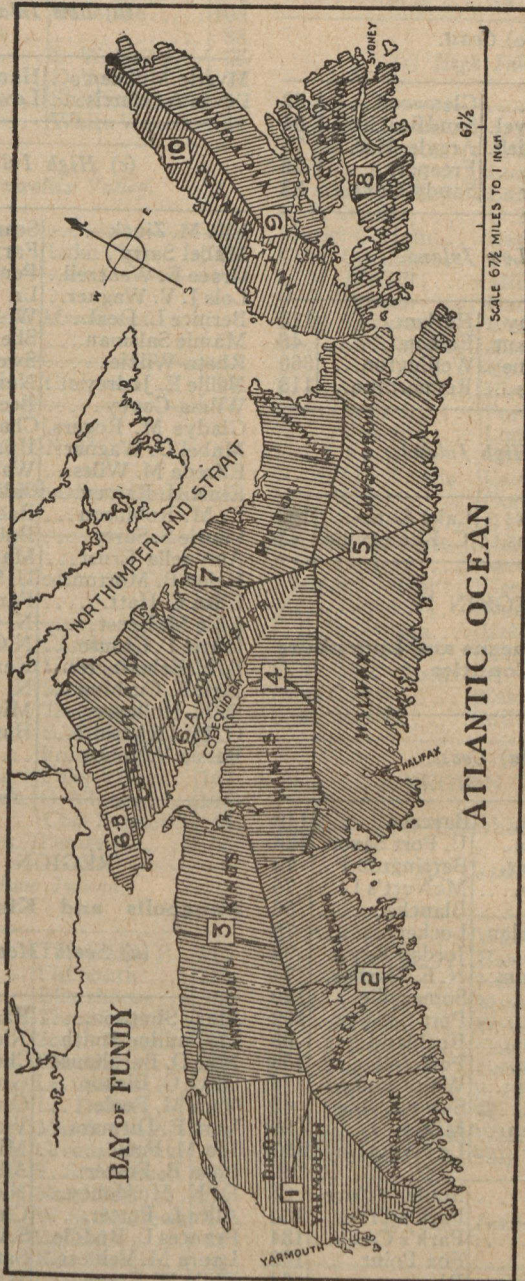 BAY OF FUNDY
NORTHUMBERLAND STRAIT
ATLANTIC OCEAN
COBEQUID BAY
YARMOUTH
HALIFAX
SYDNEY
DIGBY
YARMOUTH
ANNAPOLIS
KINGS
SHELBURNE
QUEENS
LUNENBURG
HANTS
HALIFAX
CUMBERLAND
COLCHESTER
PICTOU
ANTIGONISH
GUYSBOROUGH
INVERNESS
VICTORIA
CAPE BRETON
RICHMOND
1
2
3
4
5
6-A
6-B
7
8
9
10
N
E
S
W
67½
SCALE 67½ MILES TO 1 INCH